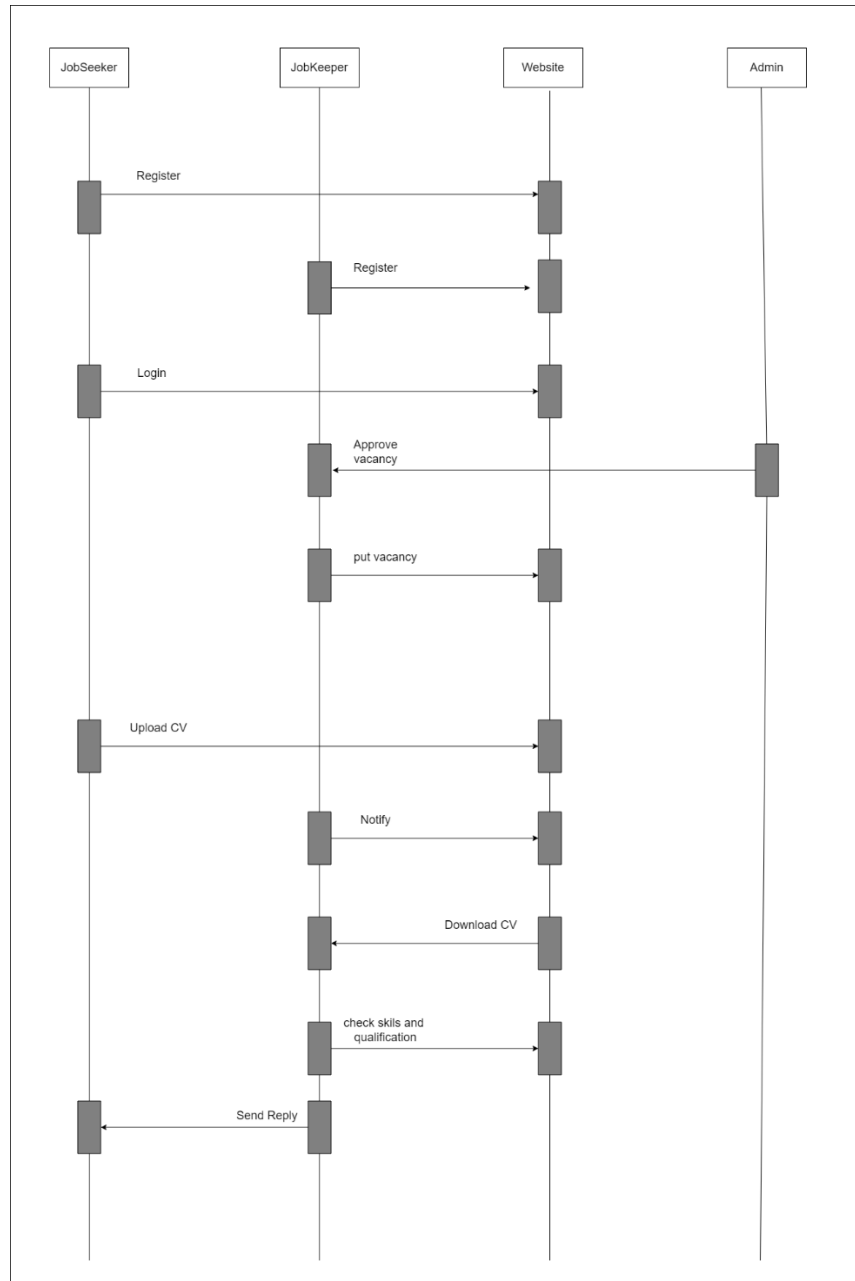 JobSeeker
JobKeeper
Website
Admin
Register
Register
Login
Approve
vacancy
put vacancy
Upload CV
Notify
Download CV
check skils and
qualification
Send Reply